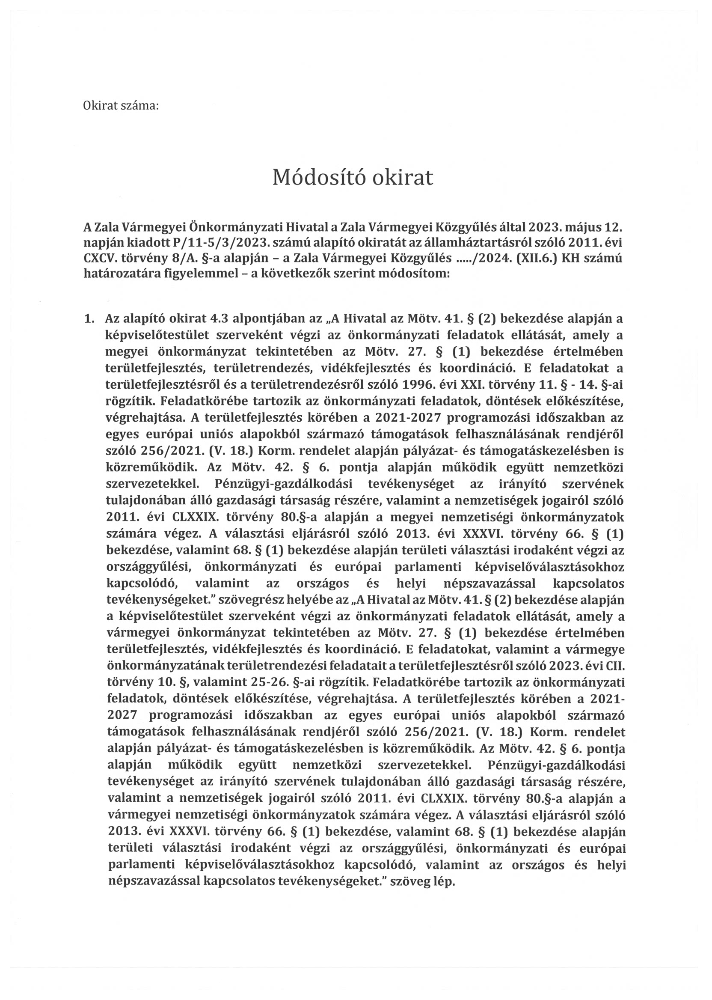 Okirat száma:
Módosító okirat
A Zala Vármegyei Önkormányzati Hivatal a Zala Vármegyei Közgyűlés által 2023. május 12.
napján kiadott P/11-5/3/2023. számú alapító okiratát az államháztartásról szóló 2011. évi
CXCV. törvény 8/A. §-a alapján – a Zala Vármegyei Közgyűlés ...../2024. (XII.6.) KH számú
határozatára figyelemmel – a következők szerint módosítom:
1. Az alapító okirat 4.3 alpontjában az „A Hivatal az Mötv. 41. § (2) bekezdése alapján a
képviselőtestület szerveként végzi az önkormányzati feladatok ellátását, amely a
megyei önkormányzat tekintetében az Mötv. 27. § (1) bekezdése értelmében
területfejlesztés, területrendezés, vidékfejlesztés és koordináció. E feladatokat a
területfejlesztésről és a területrendezésről szóló 1996. évi XXI. törvény 11. § - 14. §-ai
rögzítik. Feladatkörébe tartozik az önkormányzati feladatok, döntések előkészítése,
végrehajtása. A területfejlesztés körében a 2021-2027 programozási időszakban az
egyes európai uniós alapokból származó támogatások felhasználásának rendjéről
szóló 256/2021. (V. 18.) Korm. rendelet alapján pályázat- és támogatáskezelésben is
közreműködik. Az Mötv. 42. § 6. pontja alapján működik együtt nemzetközi
szervezetekkel. Pénzügyi-gazdálkodási tevékenységet az irányító szervének
tulajdonában álló gazdasági társaság részére, valamint a nemzetiségek jogairól szóló
2011. évi CLXXIX. törvény 80.§-a alapján a megyei nemzetiségi önkormányzatok
számára végez. A választási eljárásról szóló 2013. évi XXXVI. törvény 66. § (1)
bekezdése, valamint 68. § (1) bekezdése alapján területi választási irodaként végzi az
országgyűlési, önkormányzati és európai parlamenti képviselőválasztásokhoz
kapcsolódó, valamint az országos és helyi népszavazással kapcsolatos
tevékenységeket.” szövegrész helyébe az „A Hivatal az Mötv. 41. § (2) bekezdése alapján
a képviselőtestület szerveként végzi az önkormányzati feladatok ellátását, amely a
vármegyei önkormányzat tekintetében az Mötv. 27. § (1) bekezdése értelmében
területfejlesztés, vidékfejlesztés és koordináció. E feladatokat, valamint a vármegye
önkormányzatának területrendezési feladatait a területfejlesztésről szóló 2023. évi CII.
törvény 10. §, valamint 25-26. §-ai rögzítik. Feladatkörébe tartozik az önkormányzati
feladatok, döntések előkészítése, végrehajtása. A területfejlesztés körében a 2021-
2027 programozási időszakban az egyes európai uniós alapokból származó
támogatások felhasználásának rendjéről szóló 256/2021. (V. 18.) Korm. rendelet
alapján pályázat- és támogatáskezelésben is közreműködik. Az Mötv. 42. § 6. pontja
alapján működik együtt nemzetközi szervezetekkel. Pénzügyi-gazdálkodási
tevékenységet az irányító szervének tulajdonában álló gazdasági társaság részére,
valamint a nemzetiségek jogairól szóló 2011. évi CLXXIX. törvény 80.§-a alapján a
vármegyei nemzetiségi önkormányzatok számára végez. A választási eljárásról szóló
2013. évi XXXVI. törvény 66. § (1) bekezdése, valamint 68. § (1) bekezdése alapján
területi választási irodaként végzi az országgyűlési, önkormányzati és európai
parlamenti képviselőválasztásokhoz kapcsolódó, valamint az országos és helyi
népszavazással kapcsolatos tevékenységeket.” szöveg lép.